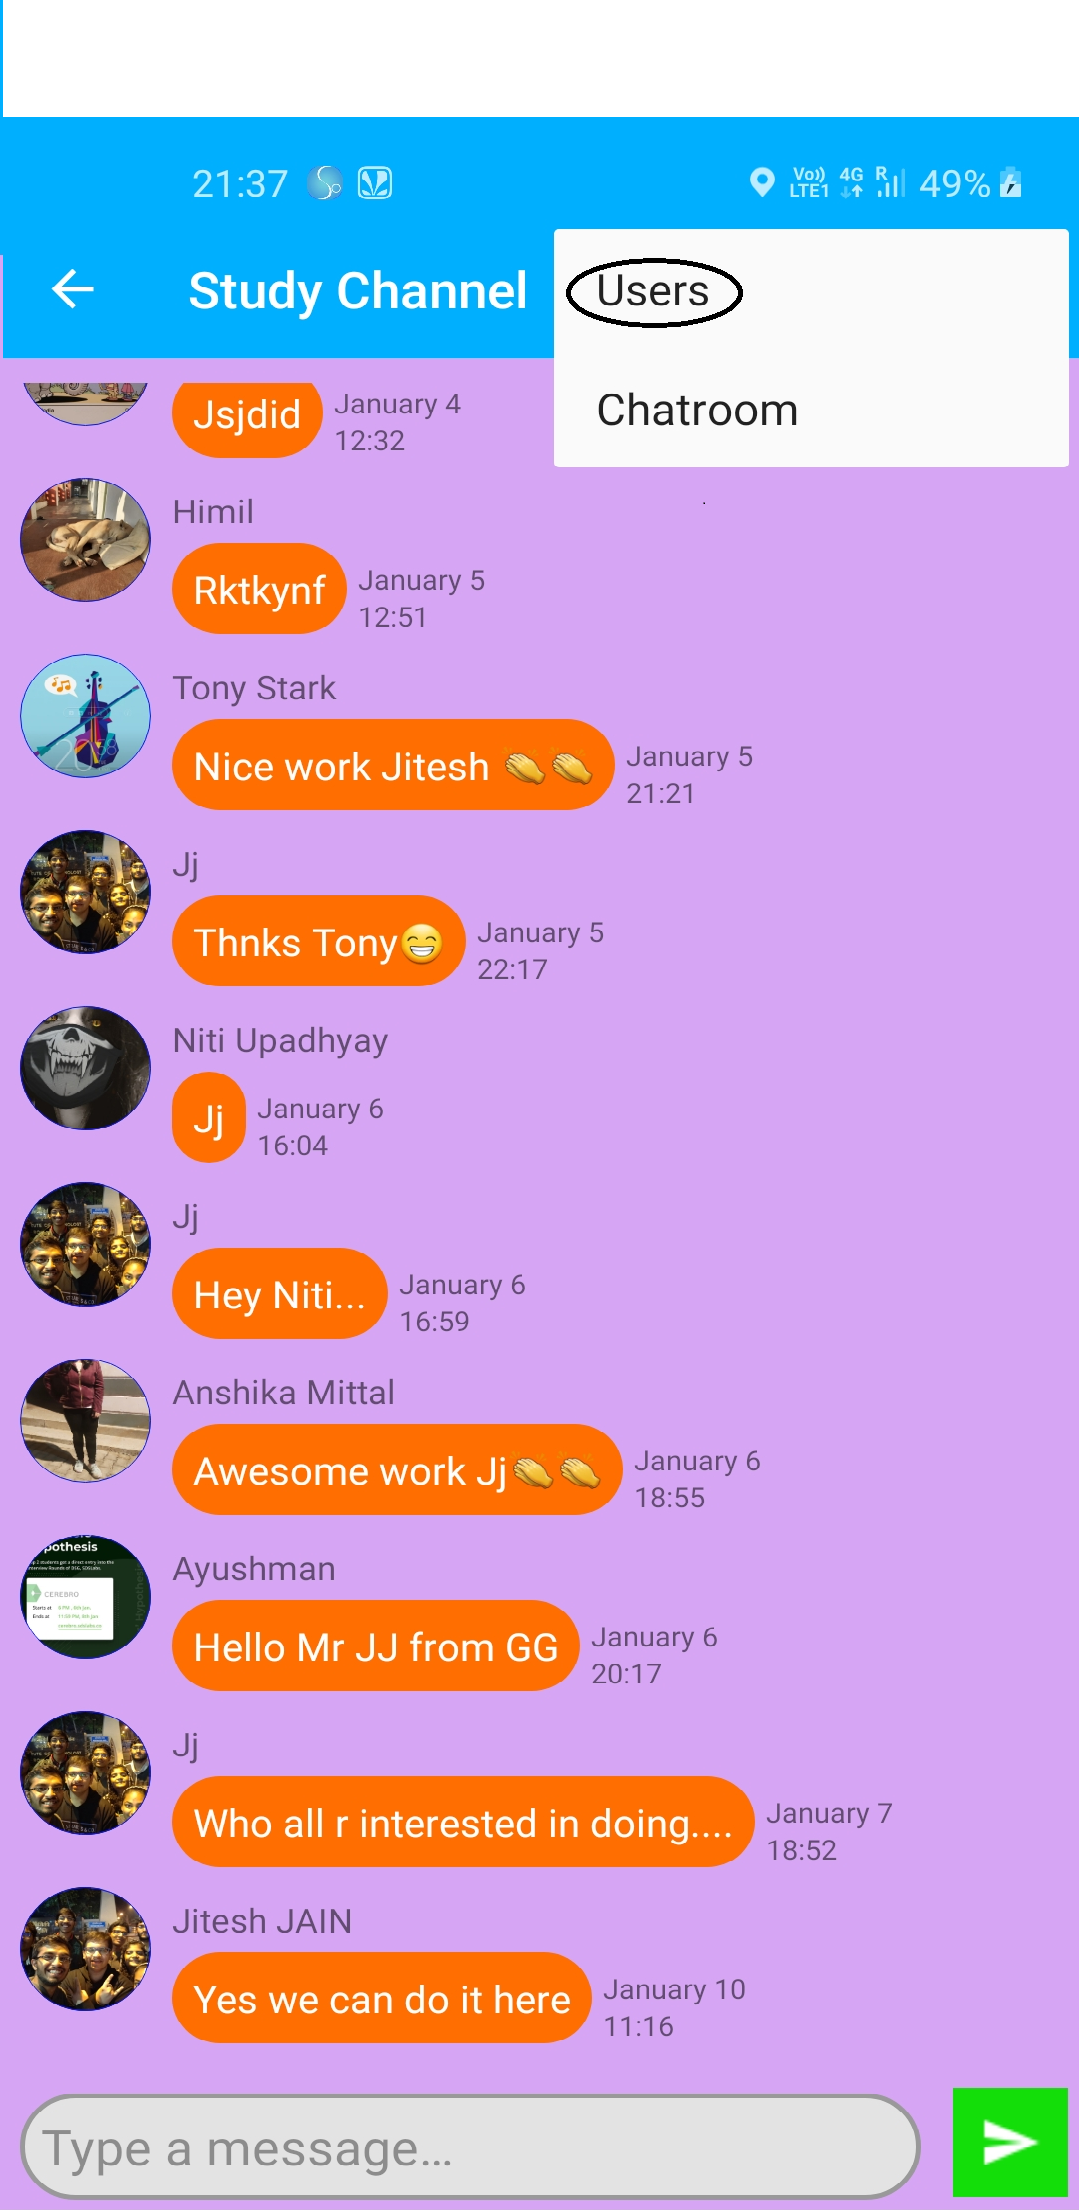 21:37 Vo)) LTE1 4G R 49%
Study Channel
Users
Chatroom
Jsjdid
January 4
12:32
Himil
Rktkynf
January 5
12:51
Tony Stark
Nice work Jitesh 👏👏
January 5
21:21
Jj
Thnks Tony😁
January 5
22:17
Niti Upadhyay
Jj
January 6
16:04
Jj
Hey Niti...
January 6
16:59
Anshika Mittal
Awesome work Jj👏👏
January 6
18:55
pothesis
CEREBRO
Ayushman
Hello Mr JJ from GG
January 6
20:17
Jj
Who all r interested in doing....
January 7
18:52
Jitesh JAIN
Yes we can do it here
January 10
11:16
Type a message...